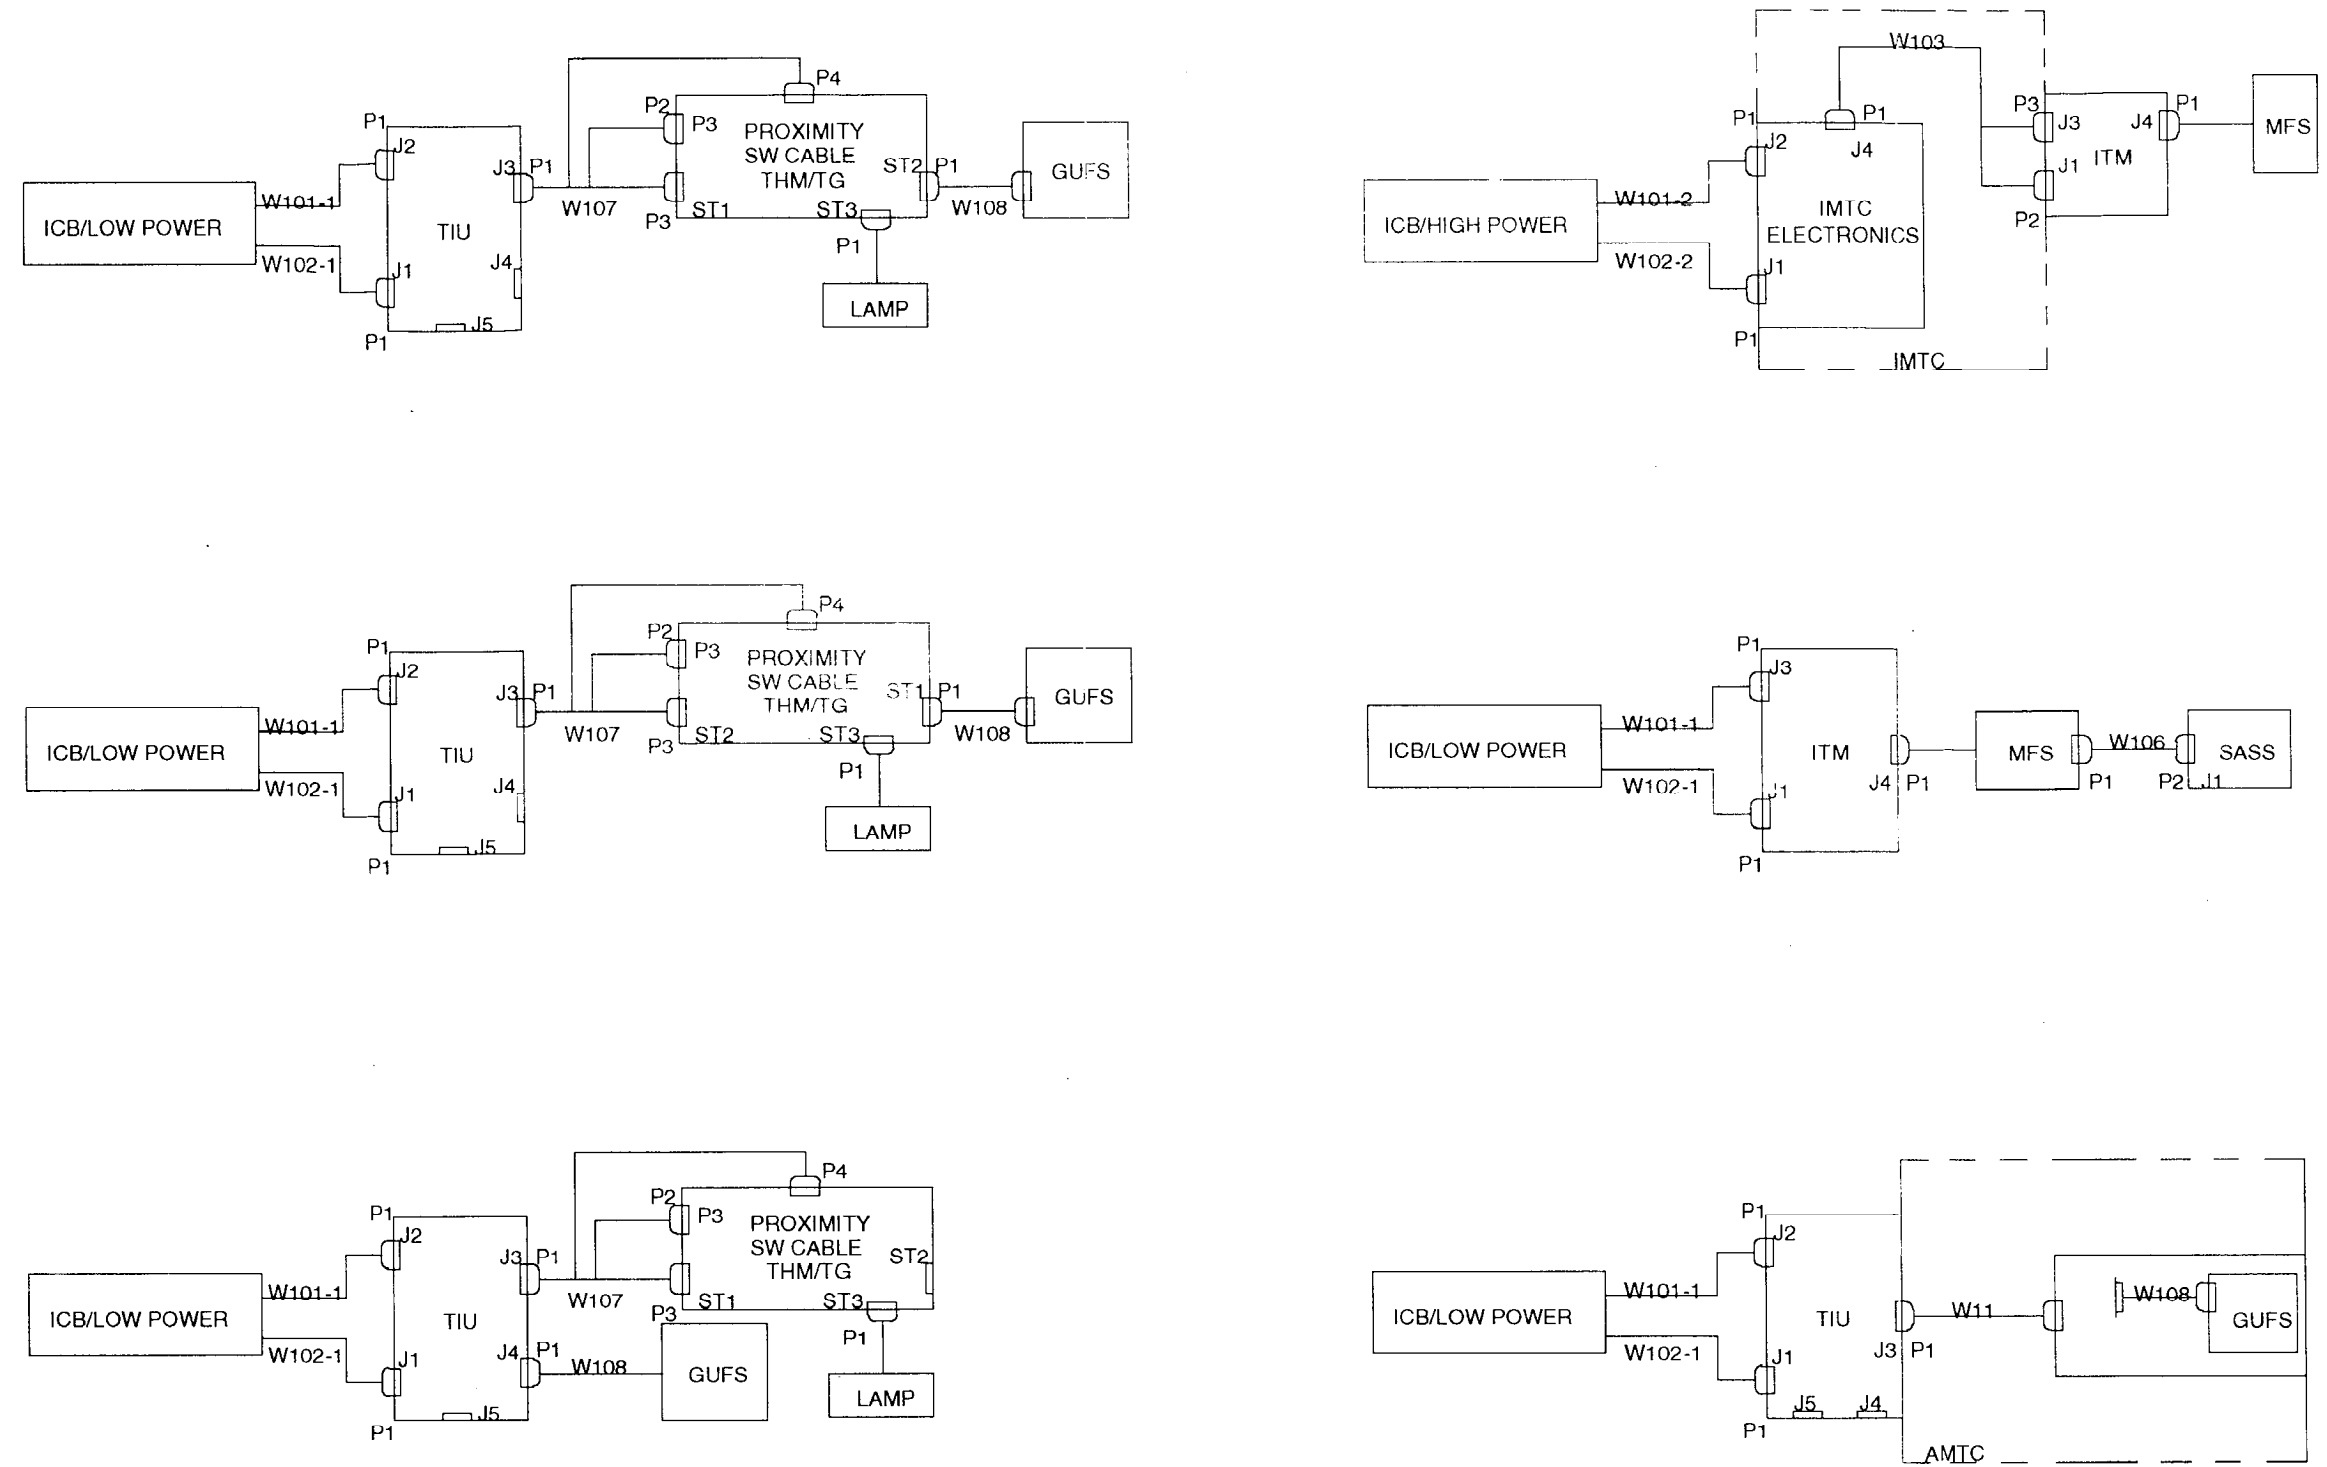 P4
P2
P3
P1
PROXIMITY
SW CABLE
THM/TG
J2
J3
P1
ST2
P1
GUFS
W101-1
ICB/LOW POWER
TIU
W107
P3
ST1
ST3
W108
P1
W102-1
J1
J4
LAMP
J5
P1
W103
P1
P1
J2
J4
P3
J3
J4
P1
MFS
ITM
J1
W101-2
ICB/HIGH POWER
IMTC
ELECTRONICS
P2
W102-2
J1
P1
IMTC
P4
P2
P3
P1
PROXIMITY
SW CABLE
THM/TG
J2
J3
P1
ST1
P1
GUFS
W101-1
ICB/LOW POWER
TIU
W107
P3
ST2
ST3
W108
P1
W102-1
J1
J4
LAMP
J5
P1
P1
J3
W101-1
ICB/LOW POWER
ITM
MFS
W106
SASS
W102-1
J1
J4
P1
P1
P2
J1
P1
P4
P2
P3
P1
PROXIMITY
SW CABLE
THM/TG
J2
J3
P1
ST2
W101-1
ICB/LOW POWER
TIU
W107
P3
ST1
ST3
P1
W102-1
J1
J4
P1
W108
GUFS
LAMP
J5
P1
P1
J2
W101-1
ICB/LOW POWER
TIU
W11
W108
GUFS
W102-1
J1
J3
P1
J5
J4
P1
AMTC